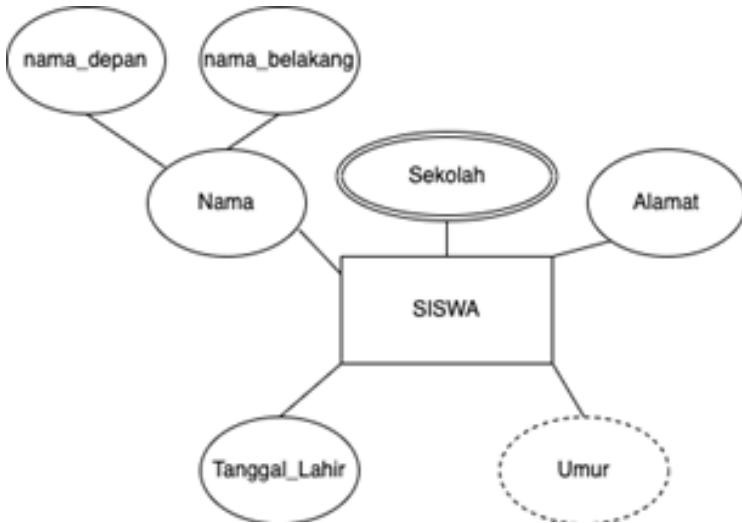 nama_depan
nama_belakang
Nama
Sekolah
Alamat
SISWA
Tanggal_Lahir
Umur